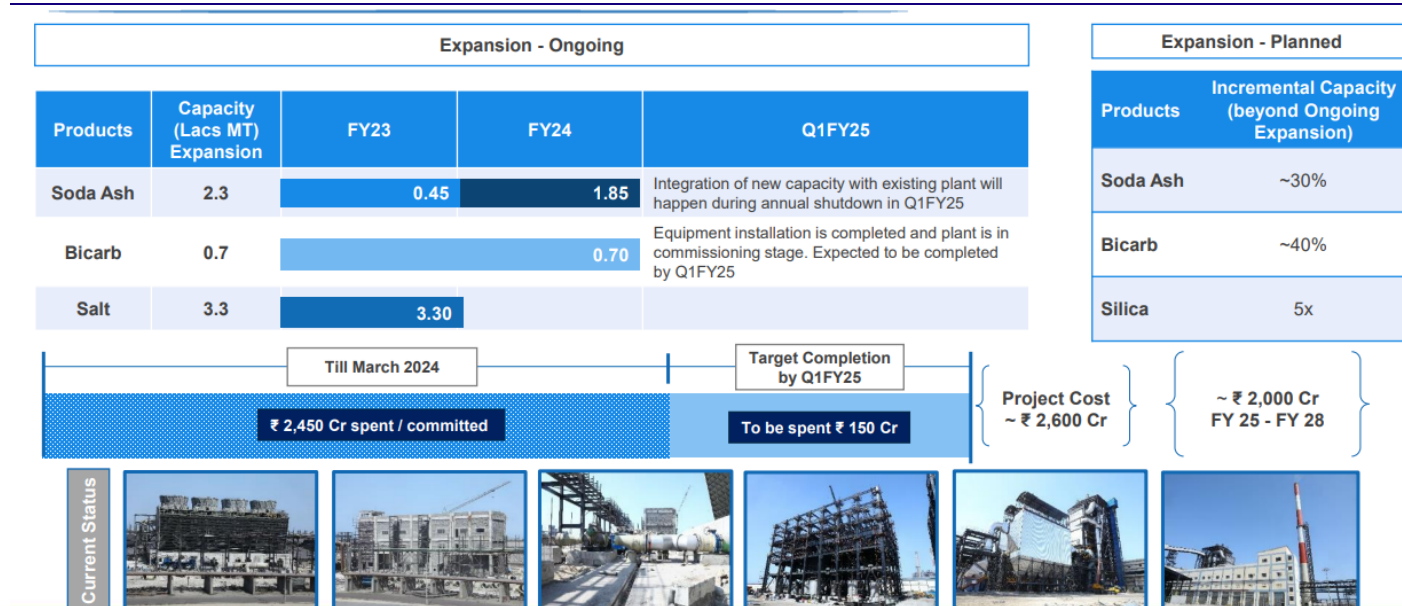 Expansion - Ongoing
Products
Capacity
(Lacs MT)
Expansion
FY23
FY24
Q1FY25
Soda Ash
2.3
0.45
1.85
Integration of new capacity with existing plant will
happen during annual shutdown in Q1FY25
Bicarb
0.7
0.70
Equipment installation is completed and plant is in
commissioning stage. Expected to be completed
by Q1FY25
Salt
3.3
3.30
Expansion - Planned
Products
Incremental Capacity
(beyond Ongoing
Expansion)
Soda Ash
~30%
Bicarb
~40%
Silica
5x
Till March 2024
Target Completion
by Q1FY25
₹ 2,450 Cr spent / committed
To be spent ₹ 150 Cr
Project Cost
~ ₹ 2,600 Cr
~ ₹ 2,000 Cr
FY 25 - FY 28
Current Status